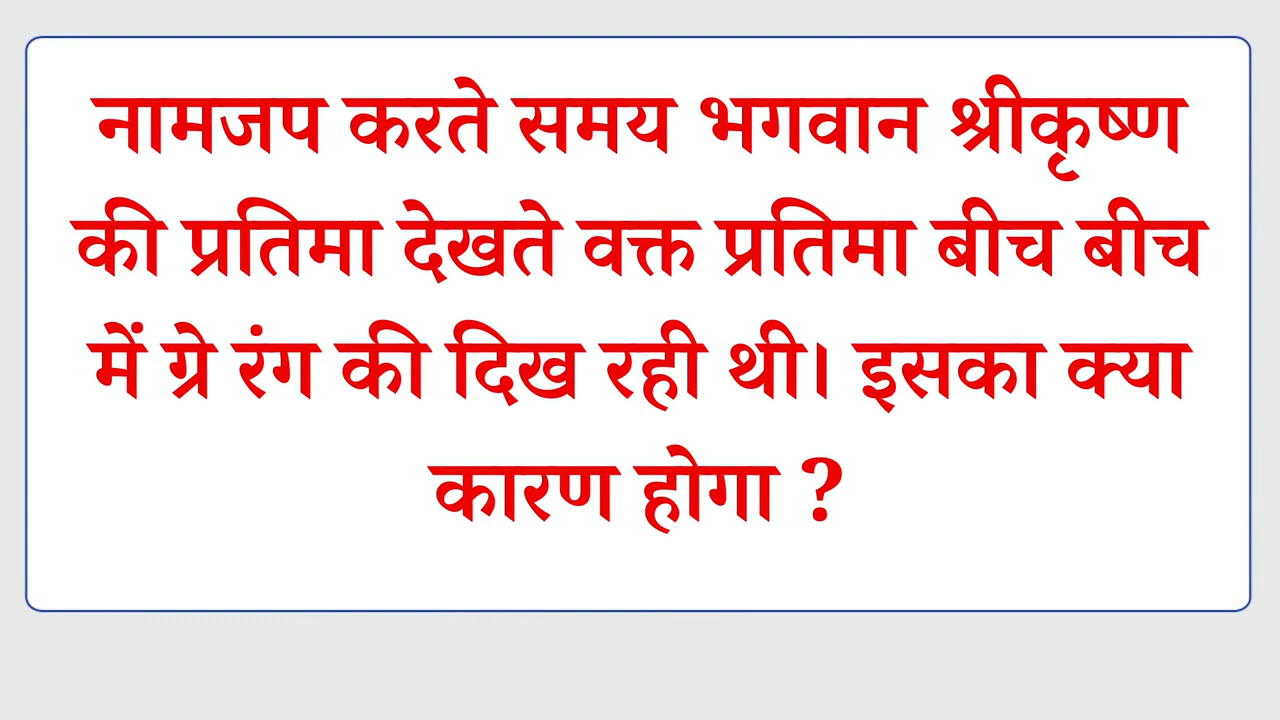 नामजप करते समय भगवान श्रीकृष्ण
की प्रतिमा देखते वक्त प्रतिमा बीच बीच
में ग्रे रंग की दिख रही थी। इसका क्या
कारण होगा ?